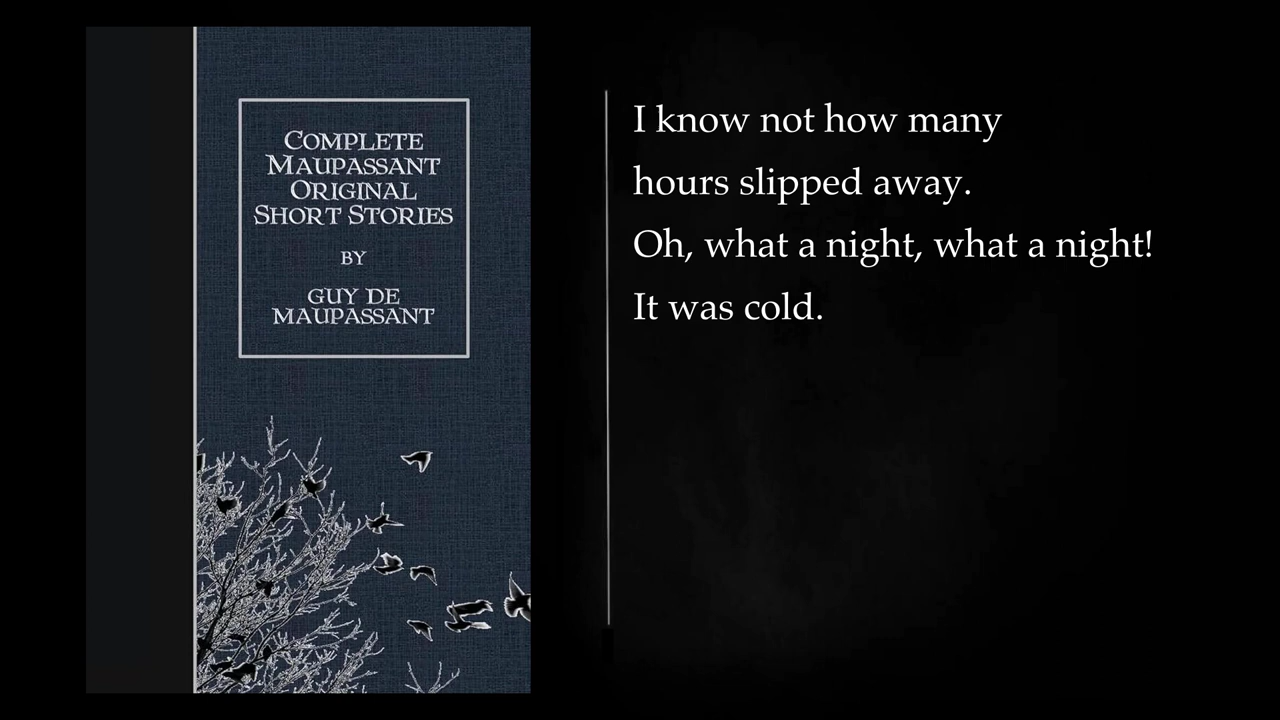 COMPLETE
MAUPASSANT
ORIGINAL
SHORT STORIES
BY
GUY DE
MAUPASSANT
I know not how many
hours slipped away.
Oh, what a night, what a night!
It was cold.